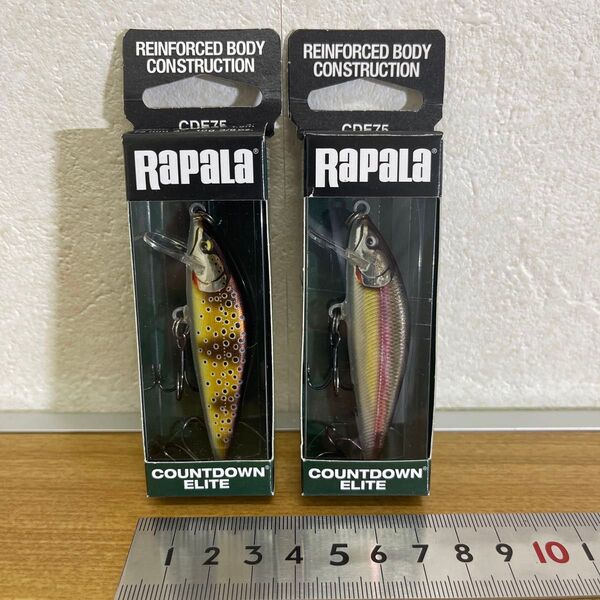 REINFORCED BODY
CONSTRUCTION
CDE75
RAPALA®
COUNTDOWN®
ELITE
REINFORCED BODY
CONSTRUCTION
CDE75
RAPALA®
COUNTDOWN®
ELITE
1 2 3 4 5 6 7 8 9 10 1